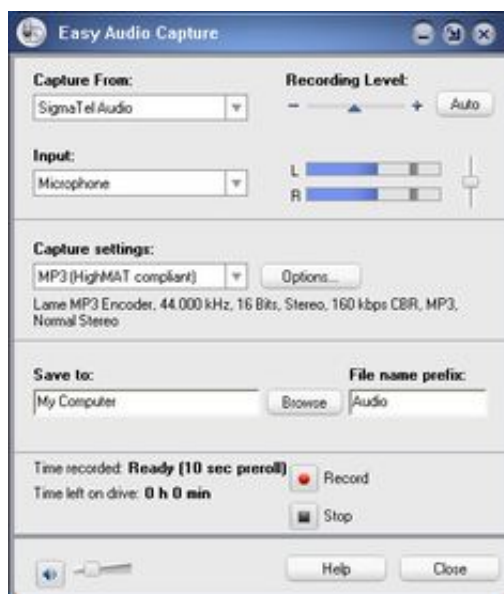 Easy Audio Capture
Capture From:
Recording Level:
SigmaTel Audio
- +
Auto
Input:
Microphone
L
R
Capture settings:
MP3 (HighMAT compliant)
Options...
Lame MP3 Encoder, 44.000 kHz, 16 Bits, Stereo, 160 kbps CBR, MP3,
Normal Stereo
Save to:
File name prefix:
My Computer
Browse
Audio
Time recorded: Ready (10 sec preroll)
Record
Time left on drive: 0 h 0 min
Stop
Help
Close